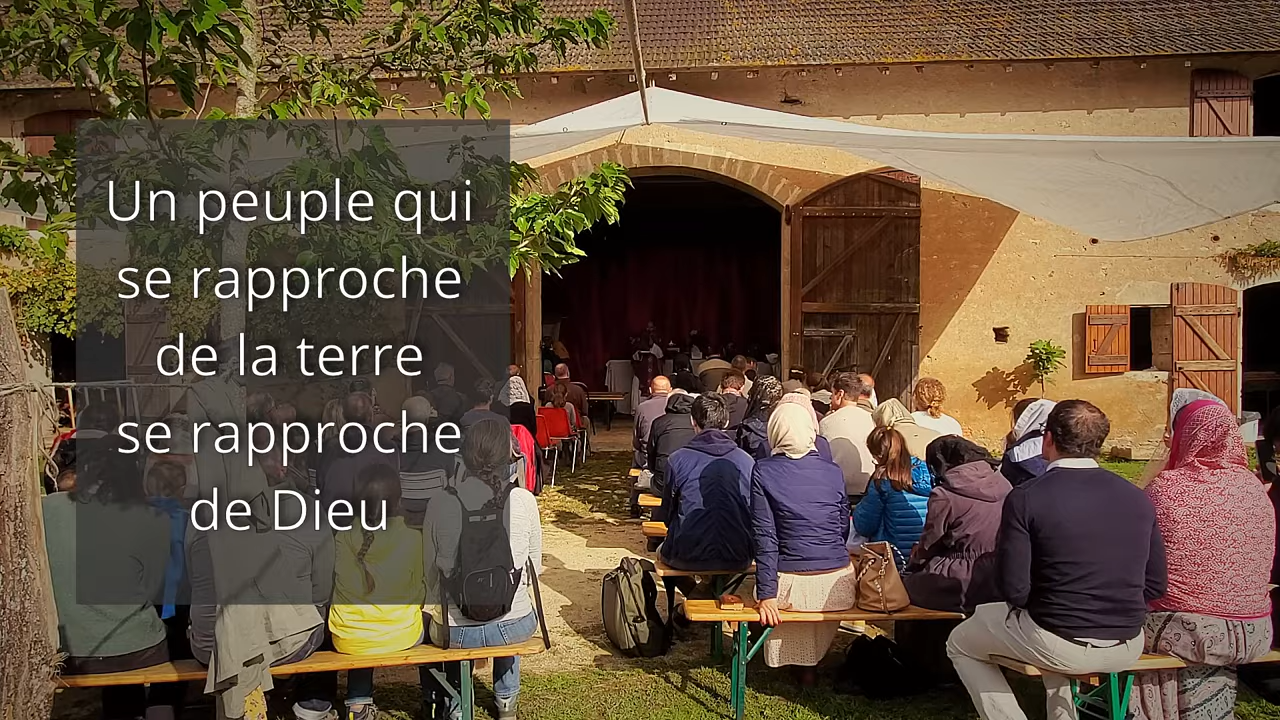 Un peuple qui
se rapproche
de la terre
se rapproche
de Dieu